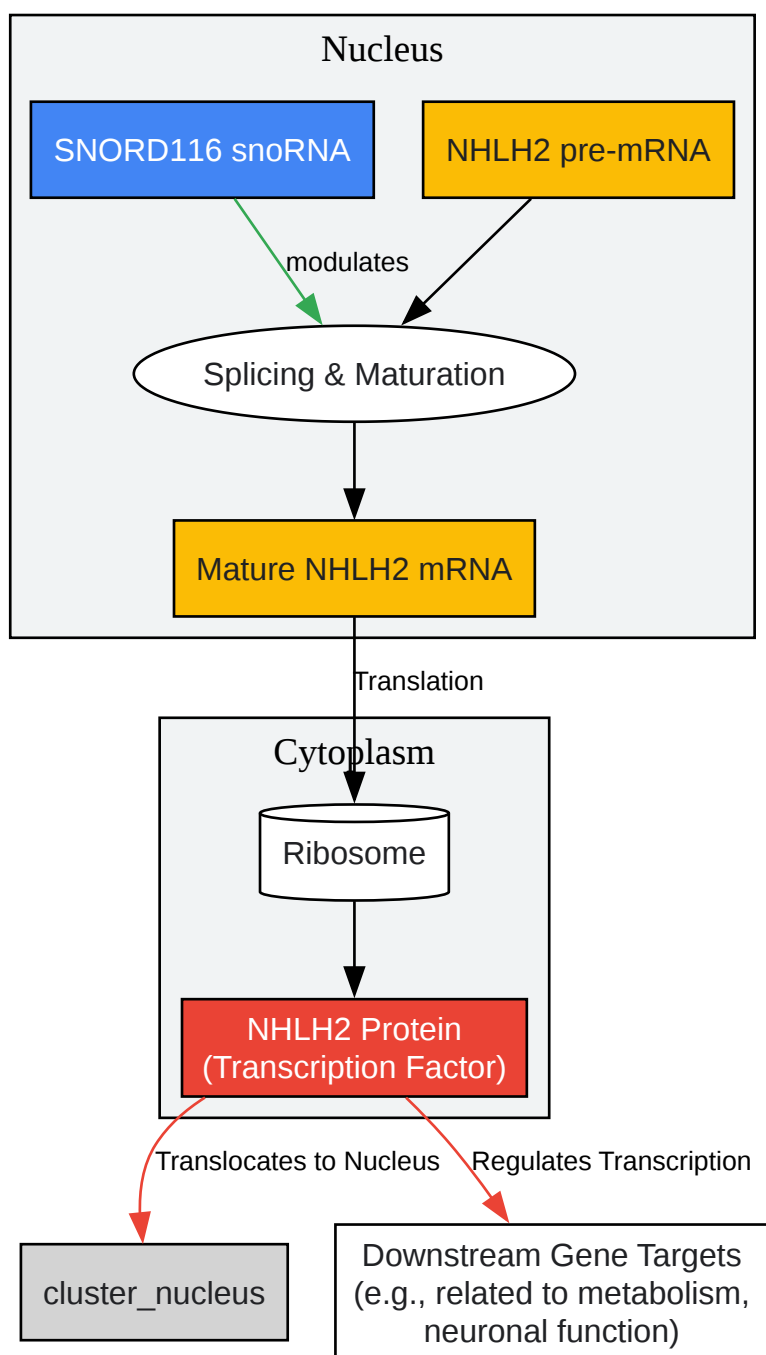 Nucleus
SNORD116 snoRNA
NHLH2 pre-mRNA
modulates
Splicing & Maturation
Mature NHLH2 mRNA
Translation
Cytoplasm
Ribosome
NHLH2 Protein
(Transcription Factor)
Translocates to Nucleus
Regulates Transcription
cluster_nucleus
Downstream Gene Targets
(e.g., related to metabolism,
neuronal function)